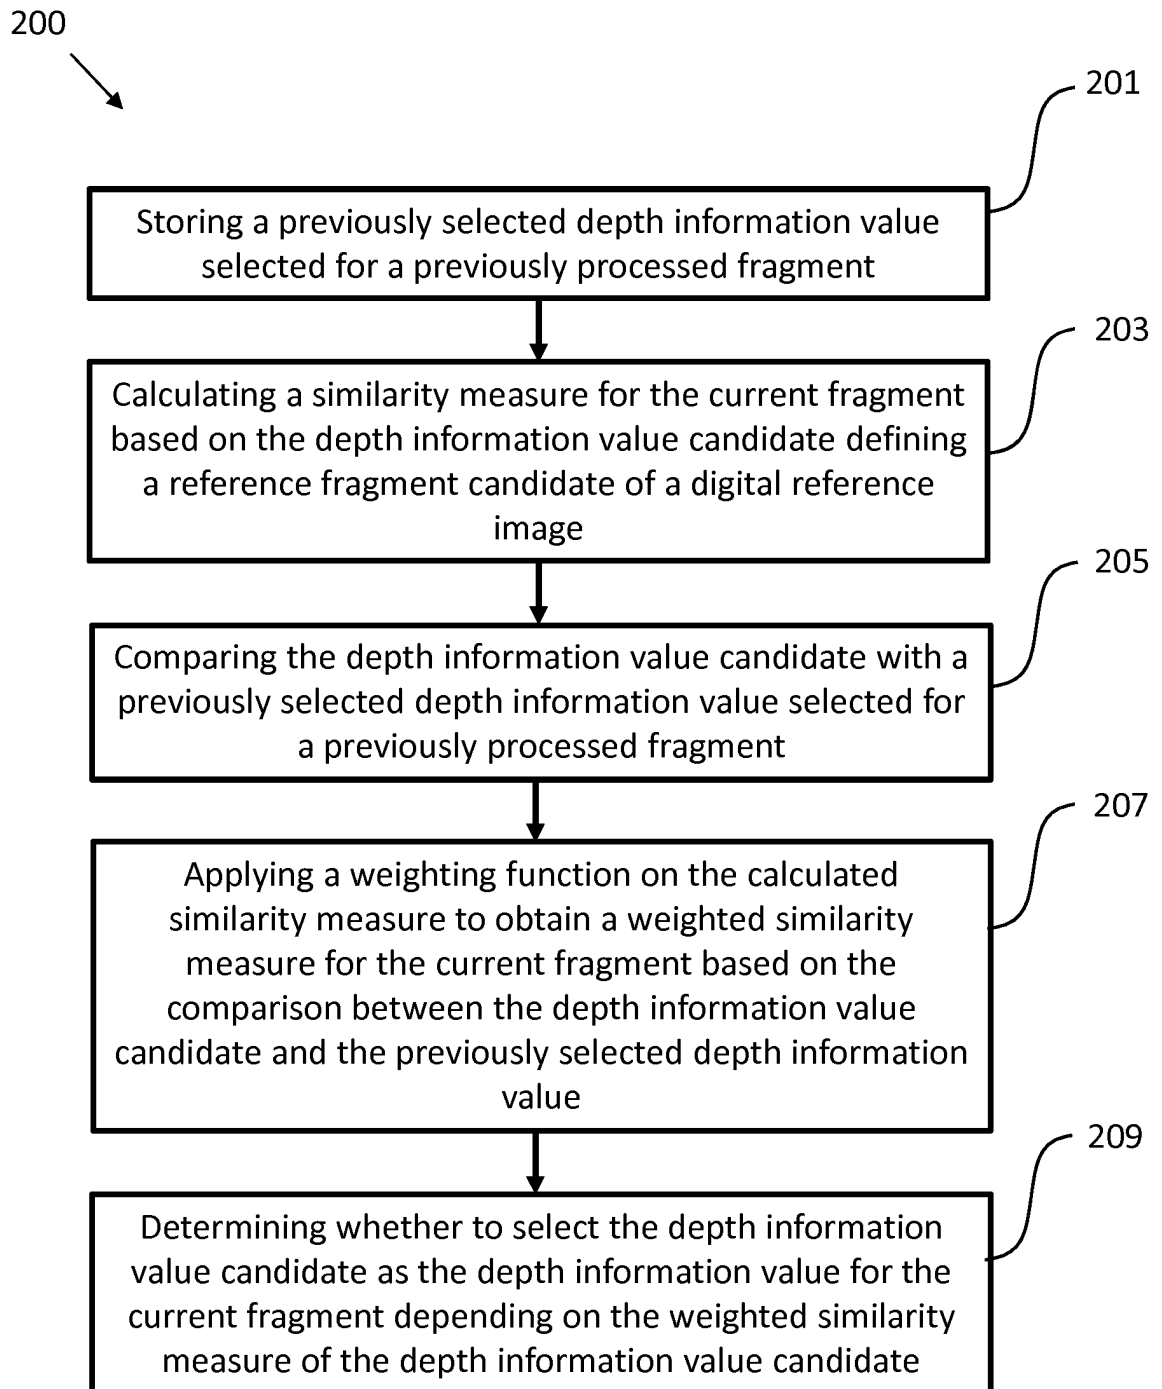 200
201
Storing a previously selected depth information value
selected for a previously processed fragment
203
Calculating a similarity measure for the current fragment
based on the depth information value candidate defining
a reference fragment candidate of a digital reference
image
205
Comparing the depth information value candidate with a
previously selected depth information value selected for
a previously processed fragment
207
Applying a weighting function on the calculated
similarity measure to obtain a weighted similarity
measure for the current fragment based on the
comparison between the depth information value
candidate and the previously selected depth information
value
209
Determining whether to select the depth information
value candidate as the depth information value for the
current fragment depending on the weighted similarity
measure of the depth information value candidate